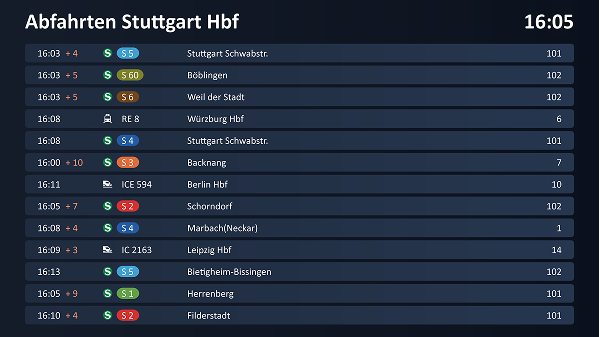 Abfahrten Stuttgart Hbf 16:05
16:03 + 4 S S 5 Stuttgart Schwabstr. 101
16:03 + 5 S S 60 Böblingen 102
16:03 + 5 S S 6 Weil der Stadt 102
16:08 RE 8 Würzburg Hbf 6
16:08 S S 4 Stuttgart Schwabstr. 101
16:00 + 10 S S 3 Backnang 7
16:11 ICE 594 Berlin Hbf 10
16:05 + 7 S S 2 Schorndorf 102
16:08 + 4 S S 4 Marbach(Neckar) 1
16:09 + 3 IC 2163 Leipzig Hbf 14
16:13 S S 5 Bietigheim-Bissingen 102
16:05 + 9 S S 1 Herrenberg 101
16:10 + 4 S S 2 Filderstadt 101